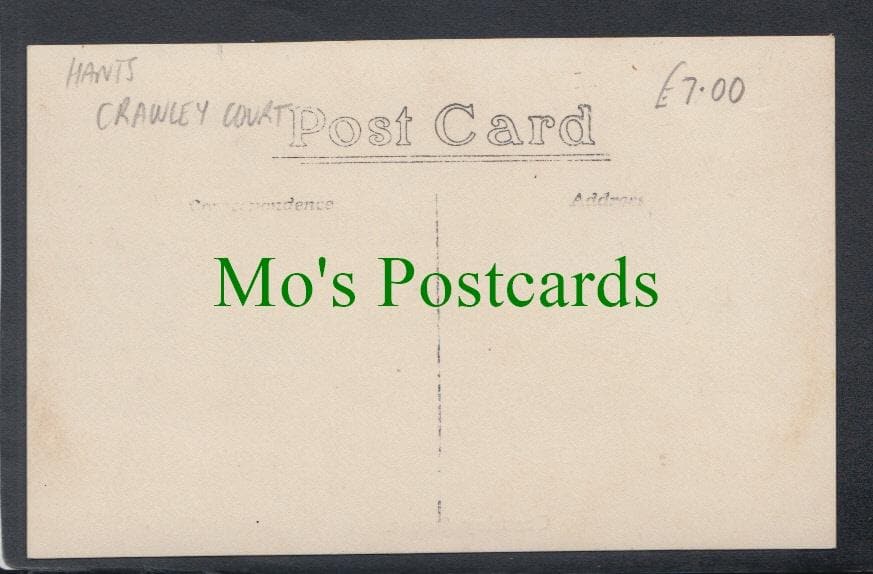 HANTS
CRAWLEY COURT
£7.00
Post Card
Correspondence
Address
Mo's Postcards